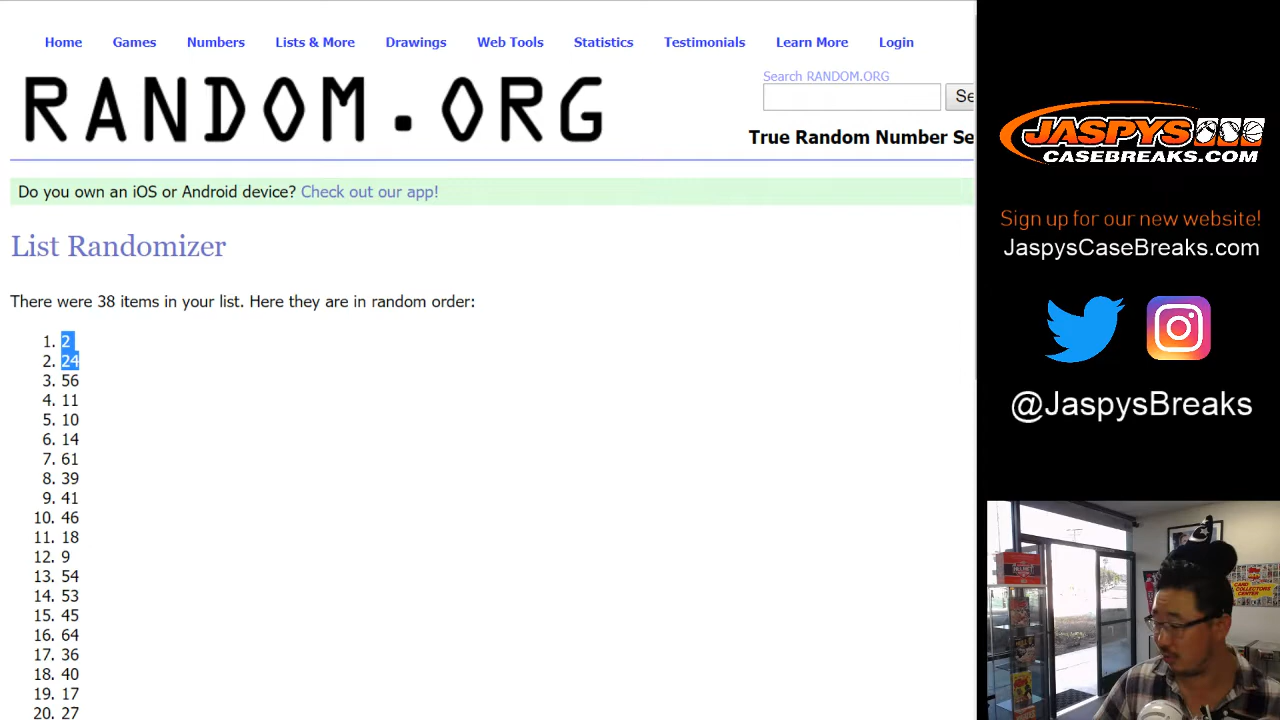 Home Games Numbers Lists & More Drawings Web Tools Statistics Testimonials Learn More Login
RANDOM.ORG
Search RANDOM.ORG
Se
True Random Number Se
Do you own an iOS or Android device? Check out our app!
List Randomizer
There were 38 items in your list. Here they are in random order:
1. 2
2. 24
3. 56
4. 11
5. 10
6. 14
7. 61
8. 39
9. 41
10. 46
11. 18
12. 9
13. 54
14. 53
15. 45
16. 64
17. 36
18. 40
19. 17
20. 27
JASPYS
CASEBREAKS.COM
Sign up for our new website!
JaspysCaseBreaks.com
@JaspysBreaks